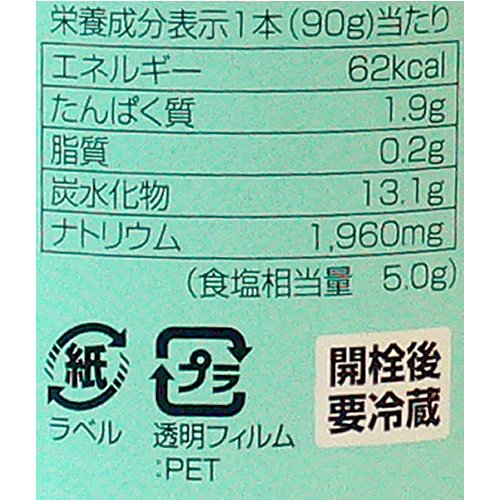 栄養成分表示1本(90g)当たり
エネルギー 62kcal
たんぱく質 1.9g
脂質 0.2g
炭水化物 13.1g
ナトリウム 1,960mg
(食塩相当量 5.0g)
紙
ラベル
プラ
透明フィルム
:PET
開栓後
要冷蔵